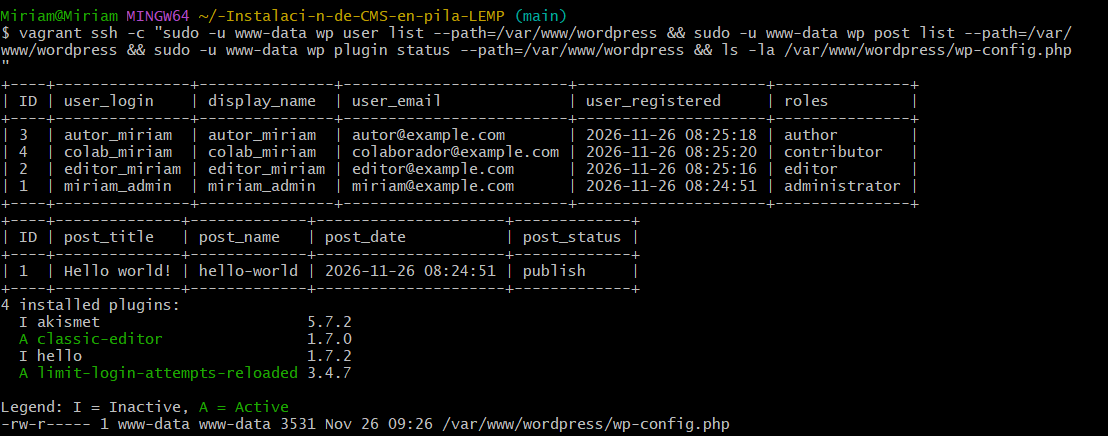 Miriam@Miriam MINGW64 ~/-Instalaci-n-de-CMS-en-pila-LEMP (main)
$ vagrant ssh -c "sudo -u www-data wp user list --path=/var/www/wordpress && sudo -u www-data wp post list --path=/var/
www/wordpress && sudo -u www-data wp plugin status --path=/var/www/wordpress && ls -la /var/www/wordpress/wp-config.php
"
+----+---------------+----------------+-------------------------+---------------------+---------------+
| ID | user_login    | display_name   | user_email              | user_registered     | roles         |
+----+---------------+----------------+-------------------------+---------------------+---------------+
| 3  | autor_miriam  | autor_miriam  | autor@example.com       | 2026-11-26 08:25:18 | author        |
| 4  | colab_miriam  | colab_miriam  | colaborador@example.com | 2026-11-26 08:25:20 | contributor   |
| 2  | editor_miriam | editor_miriam | editor@example.com      | 2026-11-26 08:25:16 | editor        |
| 1  | miriam_admin  | miriam_admin  | miriam@example.com      | 2026-11-26 08:24:51 | administrator |
+----+---------------+---------------+-------------------------+---------------------+---------------+
+----+--------------+-------------+---------------------+-------------+
| ID | post_title   | post_name   | post_date           | post_status |
+----+--------------+-------------+---------------------+-------------+
| 1  | Hello world! | hello-world | 2026-11-26 08:24:51 | publish     |
+----+--------------+-------------+---------------------+-------------+
4 installed plugins:
  I akismet                        5.7.2
  A classic-editor                 1.7.0
  I hello                          1.7.2
  A limit-login-attempts-reloaded 3.4.7

Legend: I = Inactive, A = Active
-rw-r----- 1 www-data www-data 3531 Nov 26 09:26 /var/www/wordpress/wp-config.php